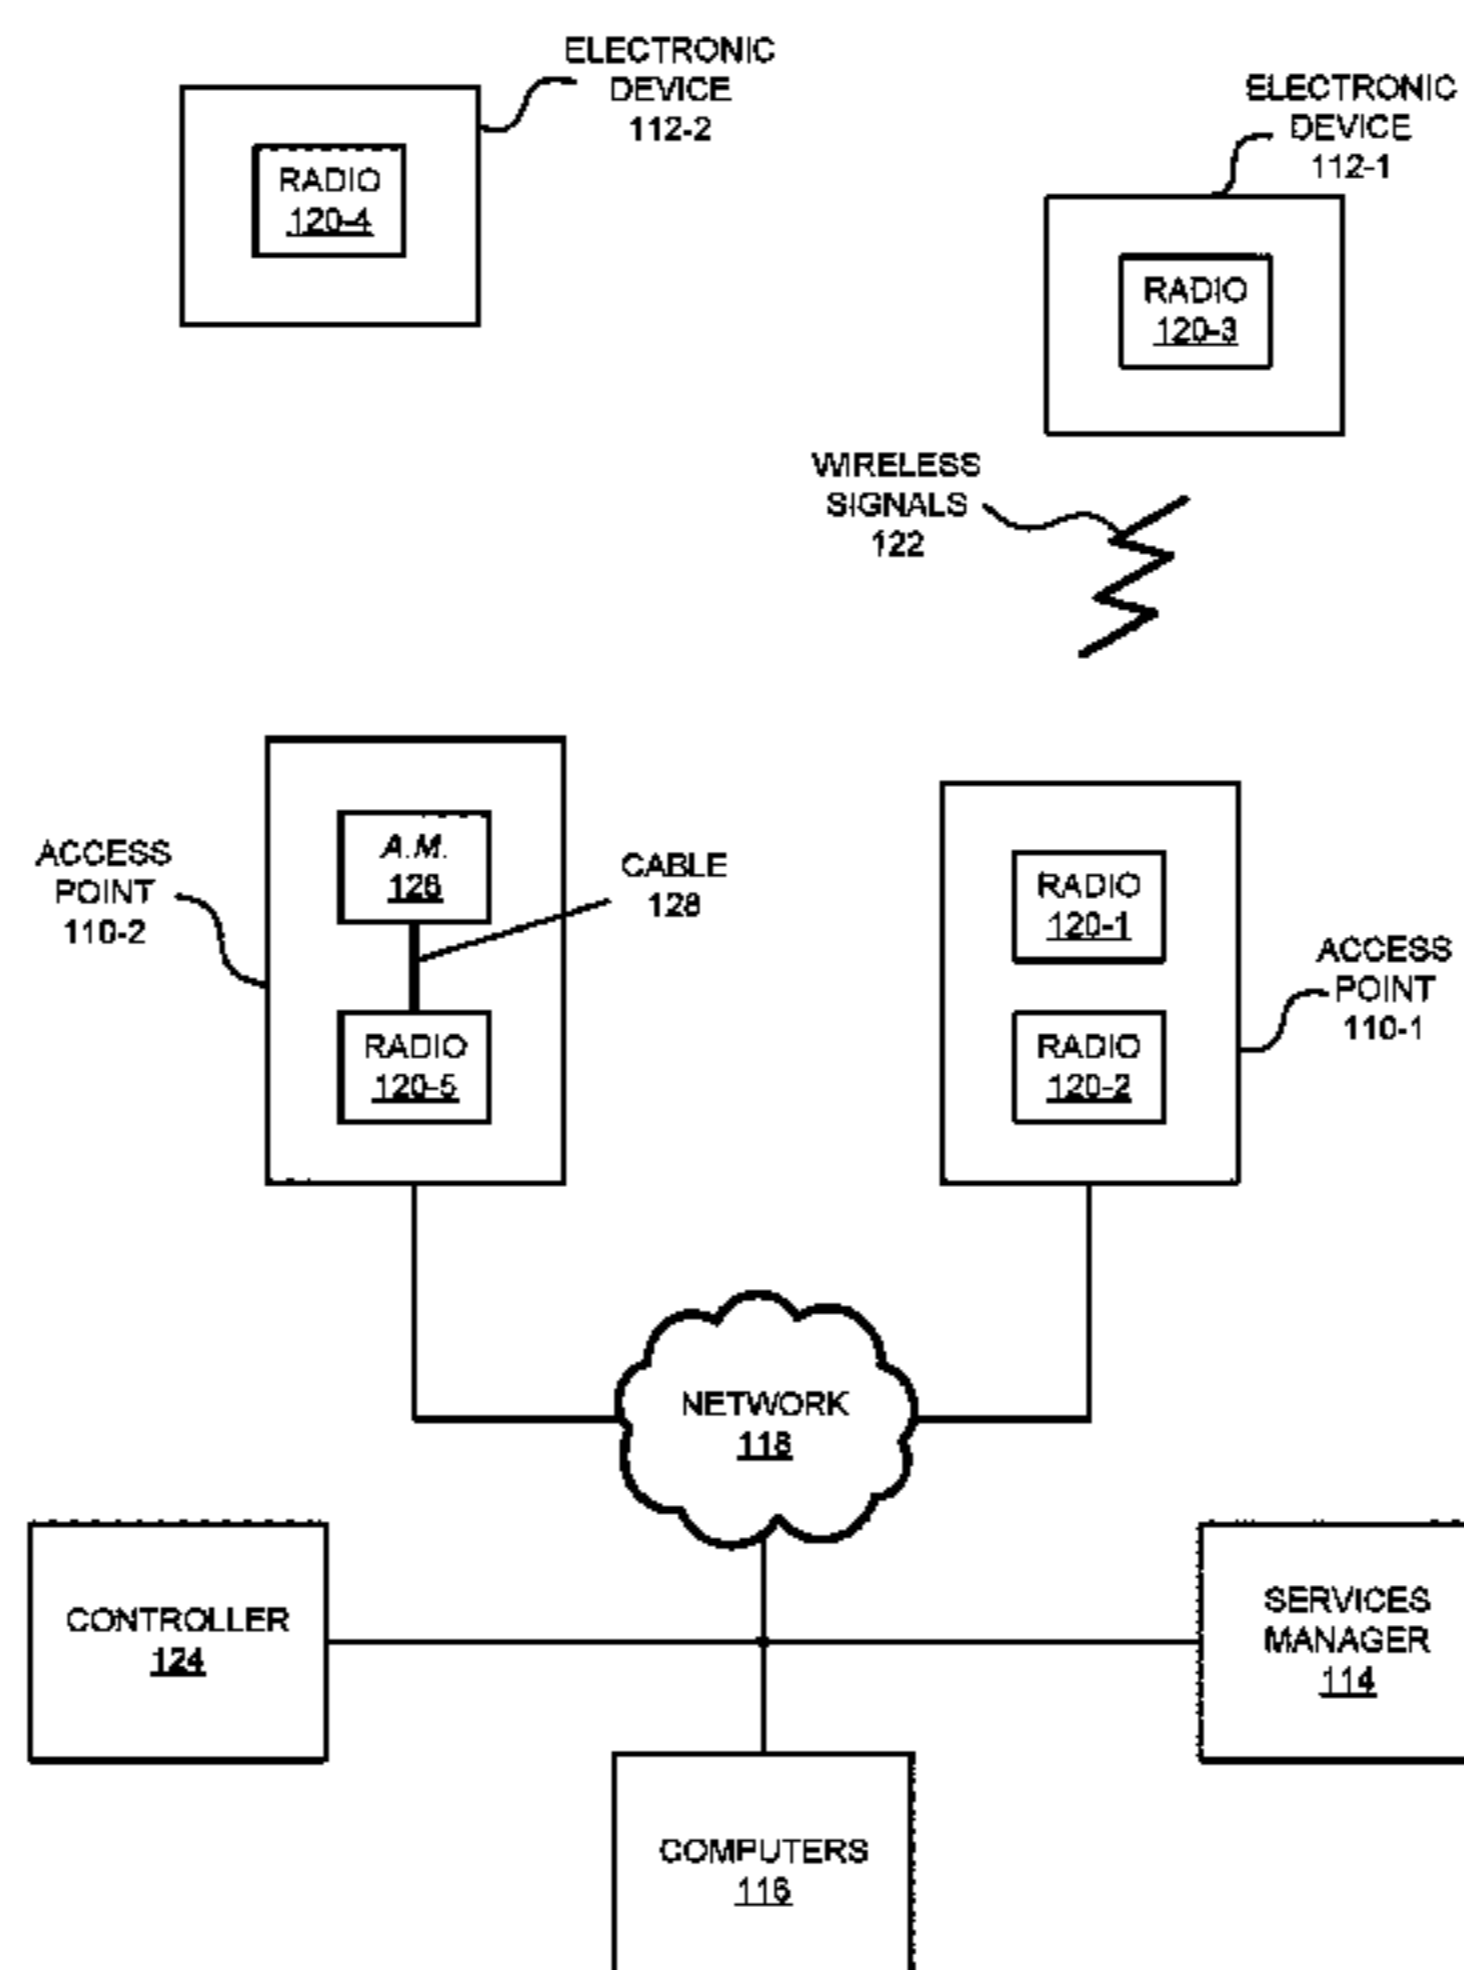 ELECTRONIC
DEVICE
112-2
RADIO
120-4
ELECTRONIC
DEVICE
112-1
RADIO
120-3
WIRELESS
SIGNALS
122
ACCESS
POINT
110-2
A.M.
126
CABLE
128
RADIO
120-5
RADIO
120-1
RADIO
120-2
ACCESS
POINT
110-1
NETWORK
118
CONTROLLER
124
SERVICES
MANAGER
114
COMPUTERS
116